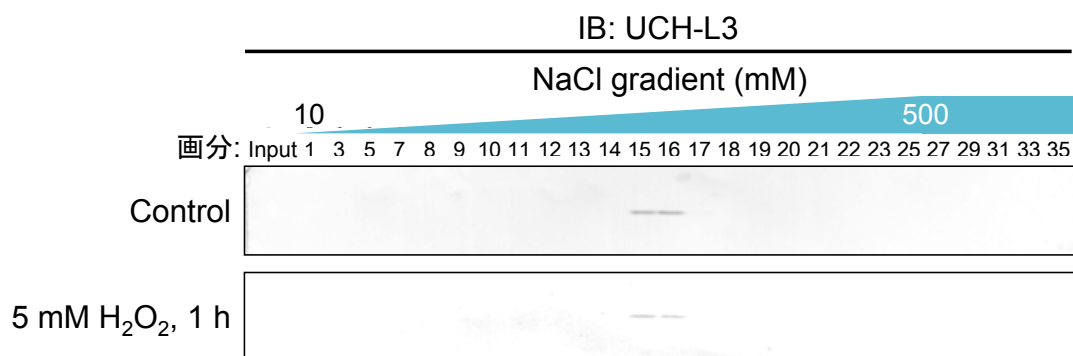 IB: UCH-L3
NaCl gradient (mM)
10 500
画分: Input 1 3 5 7 8 9 10 11 12 13 14 15 16 17 18 19 20 21 22 23 25 27 29 31 33 35
Control
5 mM H₂O₂, 1 h